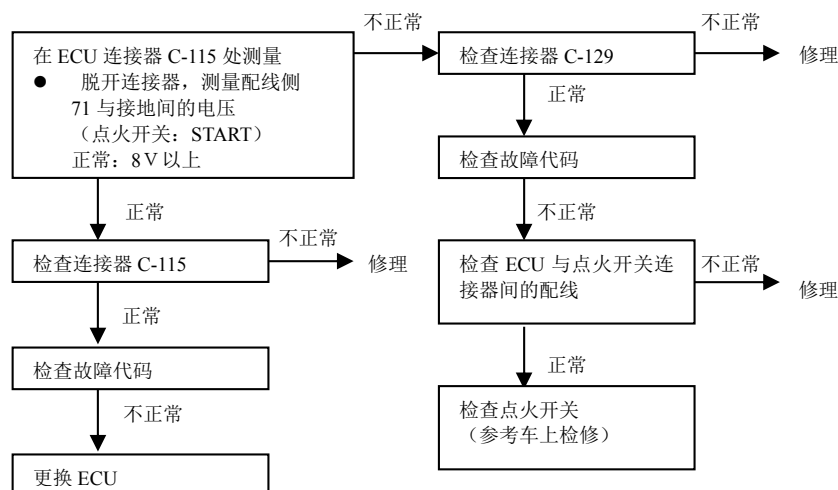 在 ECU 连接器 C-115 处测量
● 脱开连接器，测量配线侧
71 与接地间的电压
（点火开关：START）
正常：8V 以上
不正常
检查连接器 C-129
不正常
修理
正常
检查故障代码
不正常
检查 ECU 与点火开关连
接器间的配线
不正常
修理
正常
检查点火开关
（参考车上检修）
正常
检查连接器 C-115
不正常
修理
正常
检查故障代码
不正常
更换 ECU